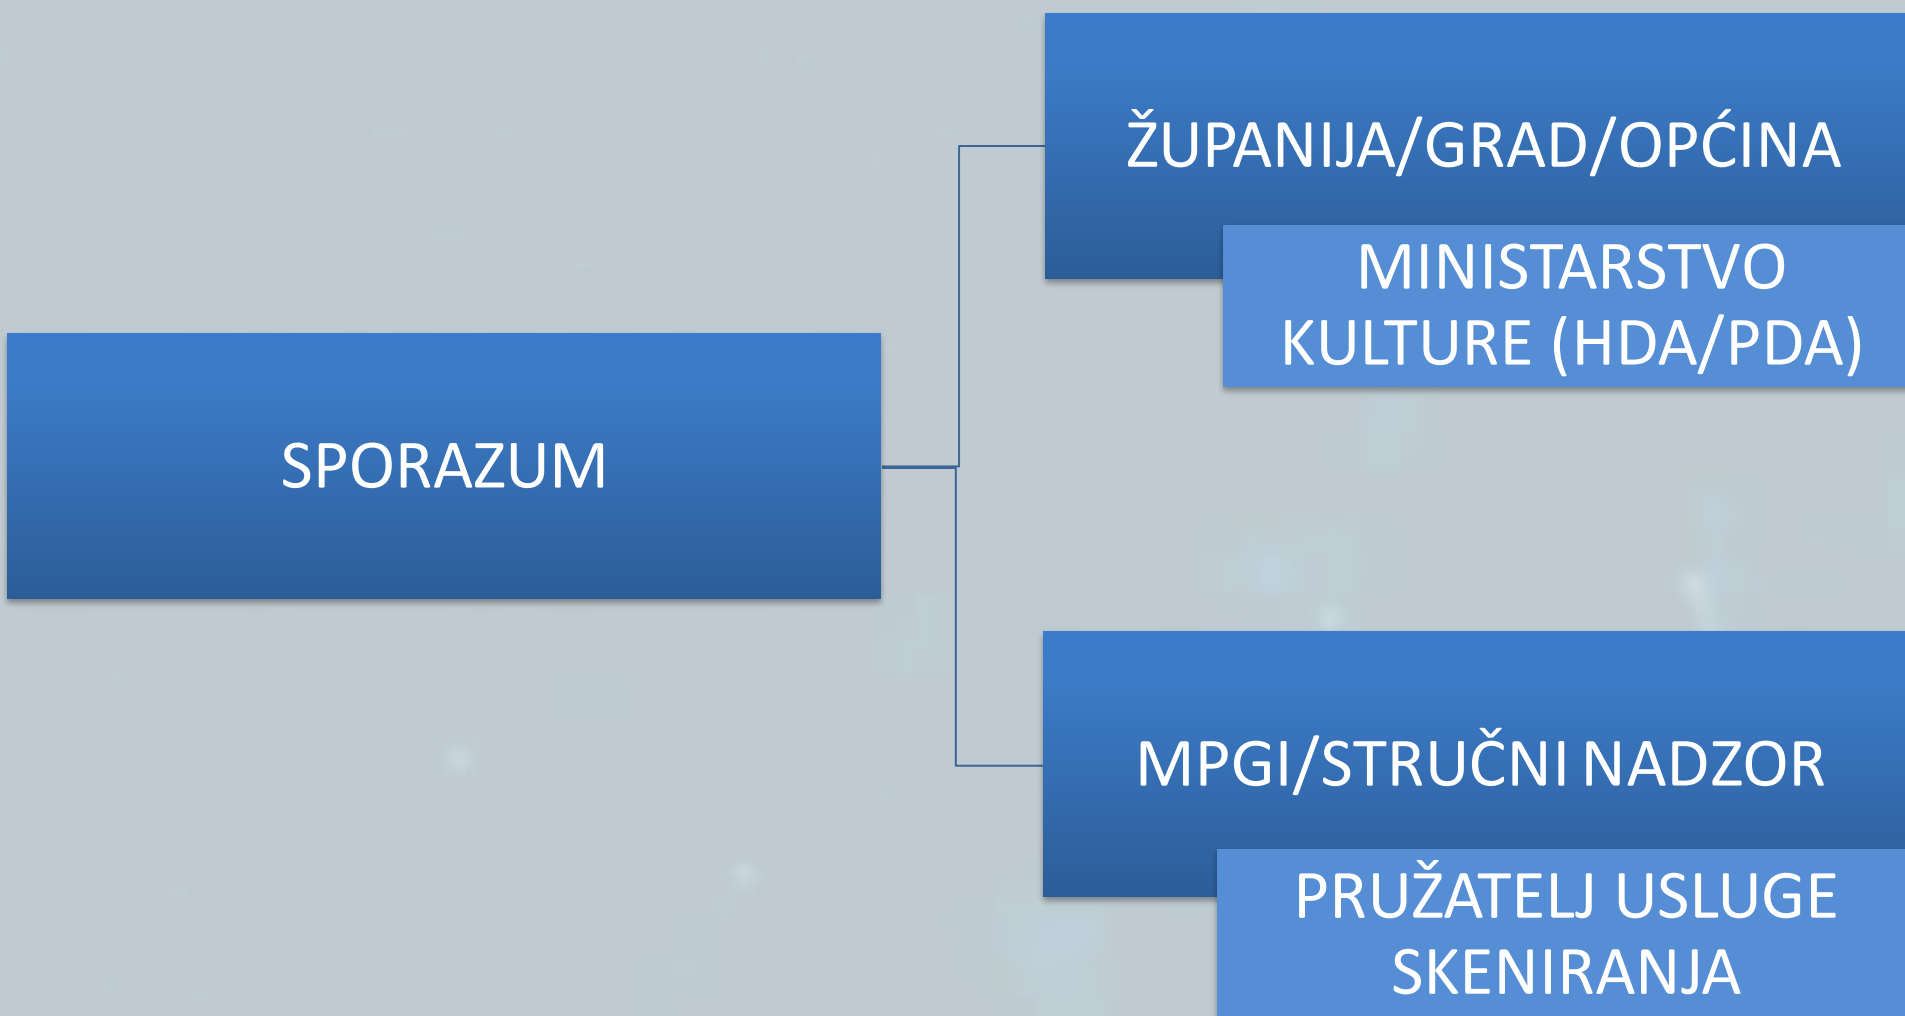 ŽUPANIJA/GRAD/OPĆINA
MINISTARSTVO
KULTURE (HDA/PDA)
SPORAZUM
MPGI/STRUČNI NADZOR
PRUŽATELJ USLUGE
SKENIRANJA